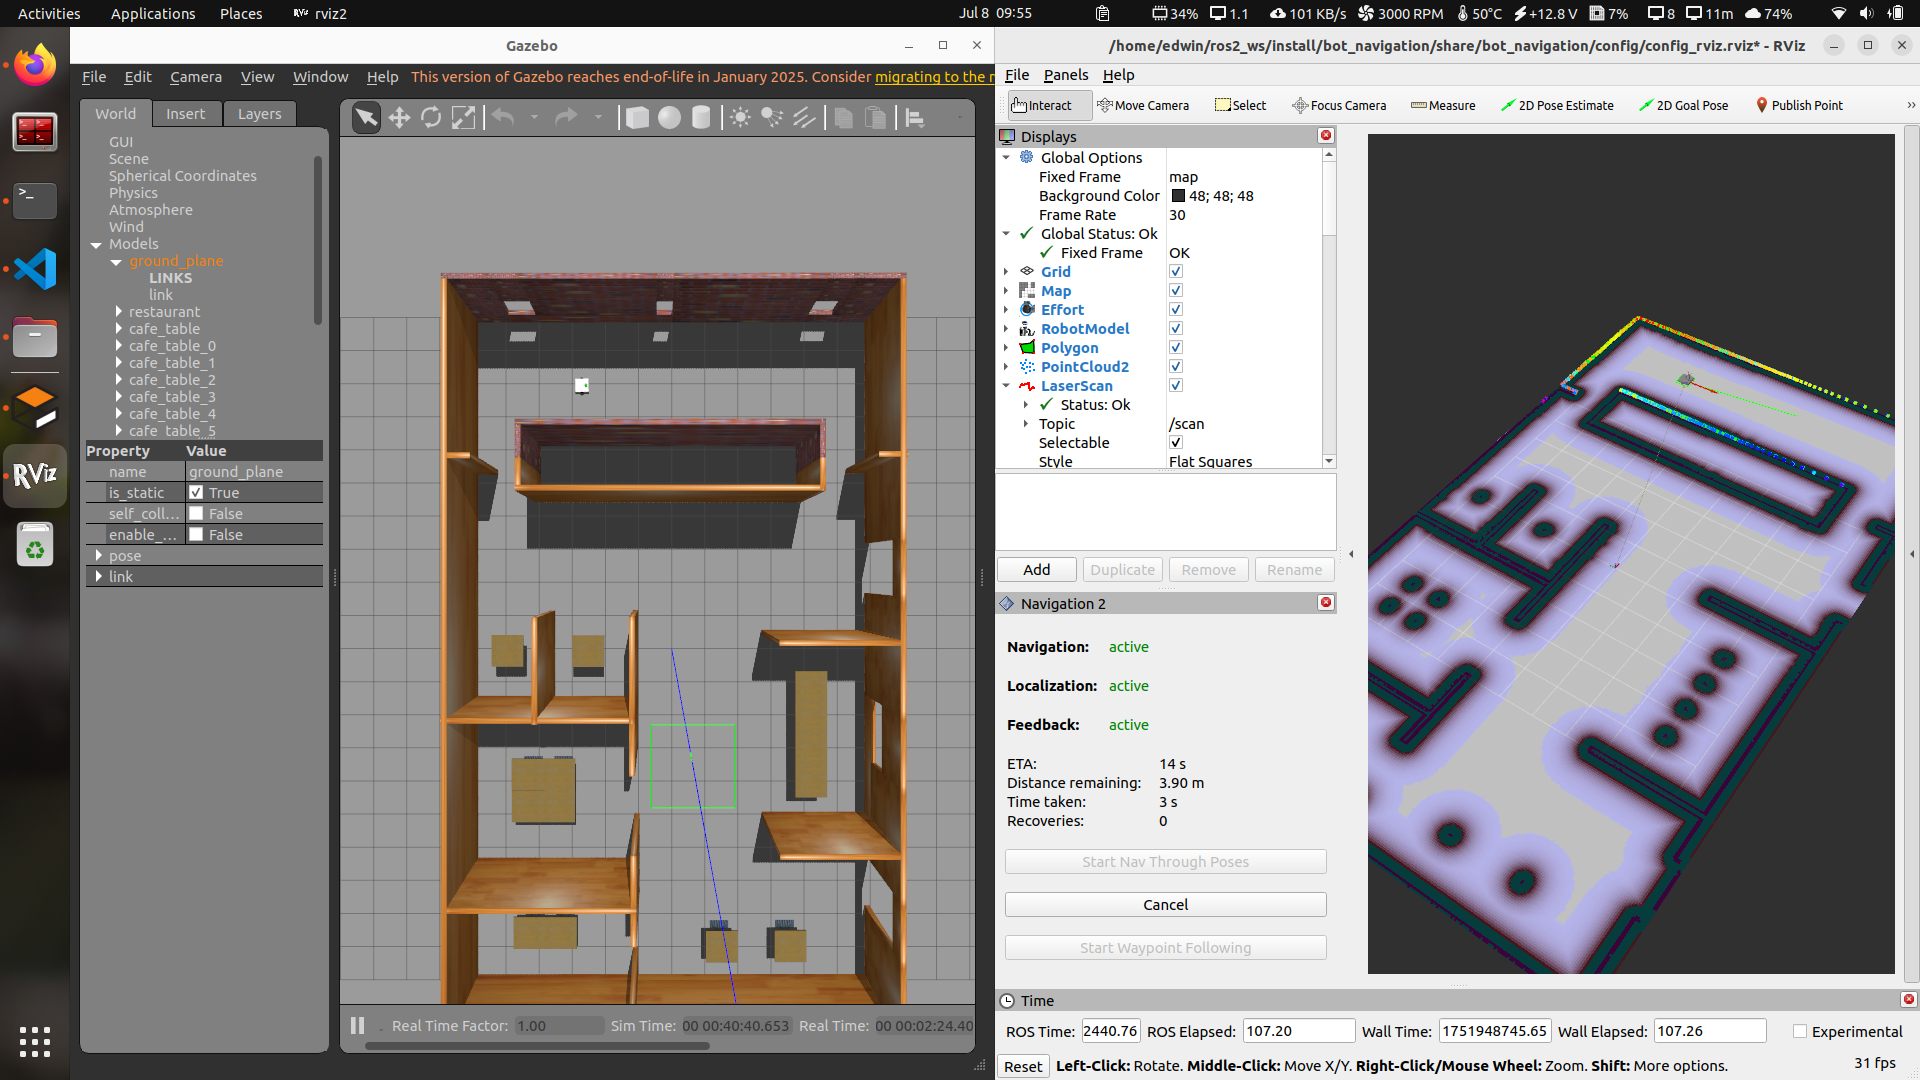 Activities Applications Places rviz2 Jul 8 09:55 34% 1.1 101 KB/s 3000 RPM 50°C +12.8 V 7% 8 11m 74%
Gazebo
File Edit Camera View Window Help This version of Gazebo reaches end-of-life in January 2025. Consider migrating to the
World Insert Layers
GUI
Scene
Spherical Coordinates
Physics
Atmosphere
Wind
Models
ground_plane
LINKS
link
restaurant
cafe_table
cafe_table_0
cafe_table_1
cafe_table_2
cafe_table_3
cafe_table_4
cafe_table_5
Property Value
name ground_plane
is_static True
self_coll... False
enable_... False
pose
link
Real Time Factor: 1.00 Sim Time: 00 00:40:40.653 Real Time: 00 00:02:24.40
/home/edwin/ros2_ws/install/bot_navigation/share/bot_navigation/config/config_rviz.rviz* - RViz
File Panels Help
Interact Move Camera Select Focus Camera Measure 2D Pose Estimate 2D Goal Pose Publish Point »
Displays
Global Options
Fixed Frame map
Background Color 48; 48; 48
Frame Rate 30
Global Status: Ok
Fixed Frame OK
Grid
Map
Effort
RobotModel
Polygon
PointCloud2
LaserScan
Status: Ok
Topic /scan
Selectable
Style Flat Squares
Add Duplicate Remove Rename
Navigation 2
Navigation: active
Localization: active
Feedback: active
ETA: 14 s
Distance remaining: 3.90 m
Time taken: 3 s
Recoveries: 0
Start Nav Through Poses
Cancel
Start Waypoint Following
Time
ROS Time: 2440.76 ROS Elapsed: 107.20 Wall Time: 1751948745.65 Wall Elapsed: 107.26 Experimental
Reset Left-Click: Rotate. Middle-Click: Move X/Y. Right-Click/Mouse Wheel: Zoom. Shift: More options. 31 fps
RViz